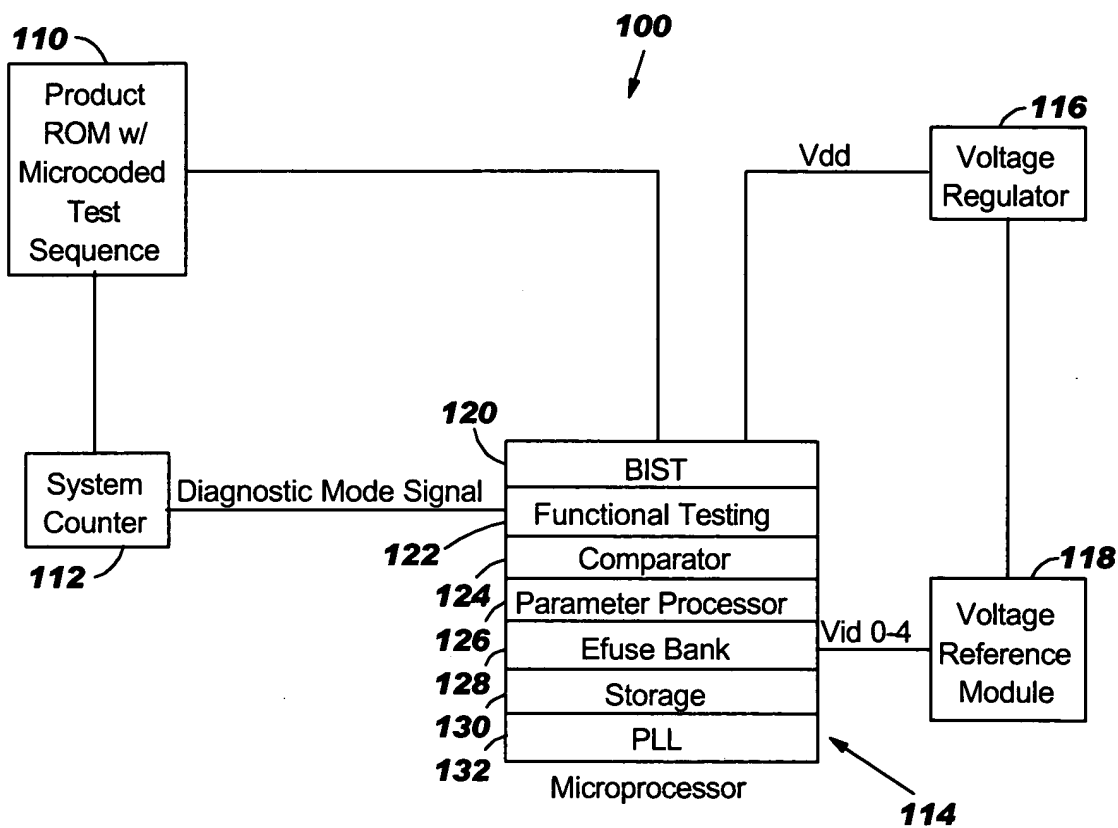 100
110
Product
ROM w/
Microcoded
Test
Sequence
116
Voltage
Regulator
Vdd
120
BIST
System
Counter
112
Diagnostic Mode Signal
Functional Testing
122
Comparator
124
Parameter Processor
126
Efuse Bank
128
Storage
130
PLL
132
Microprocessor
114
Vid 0-4
118
Voltage
Reference
Module